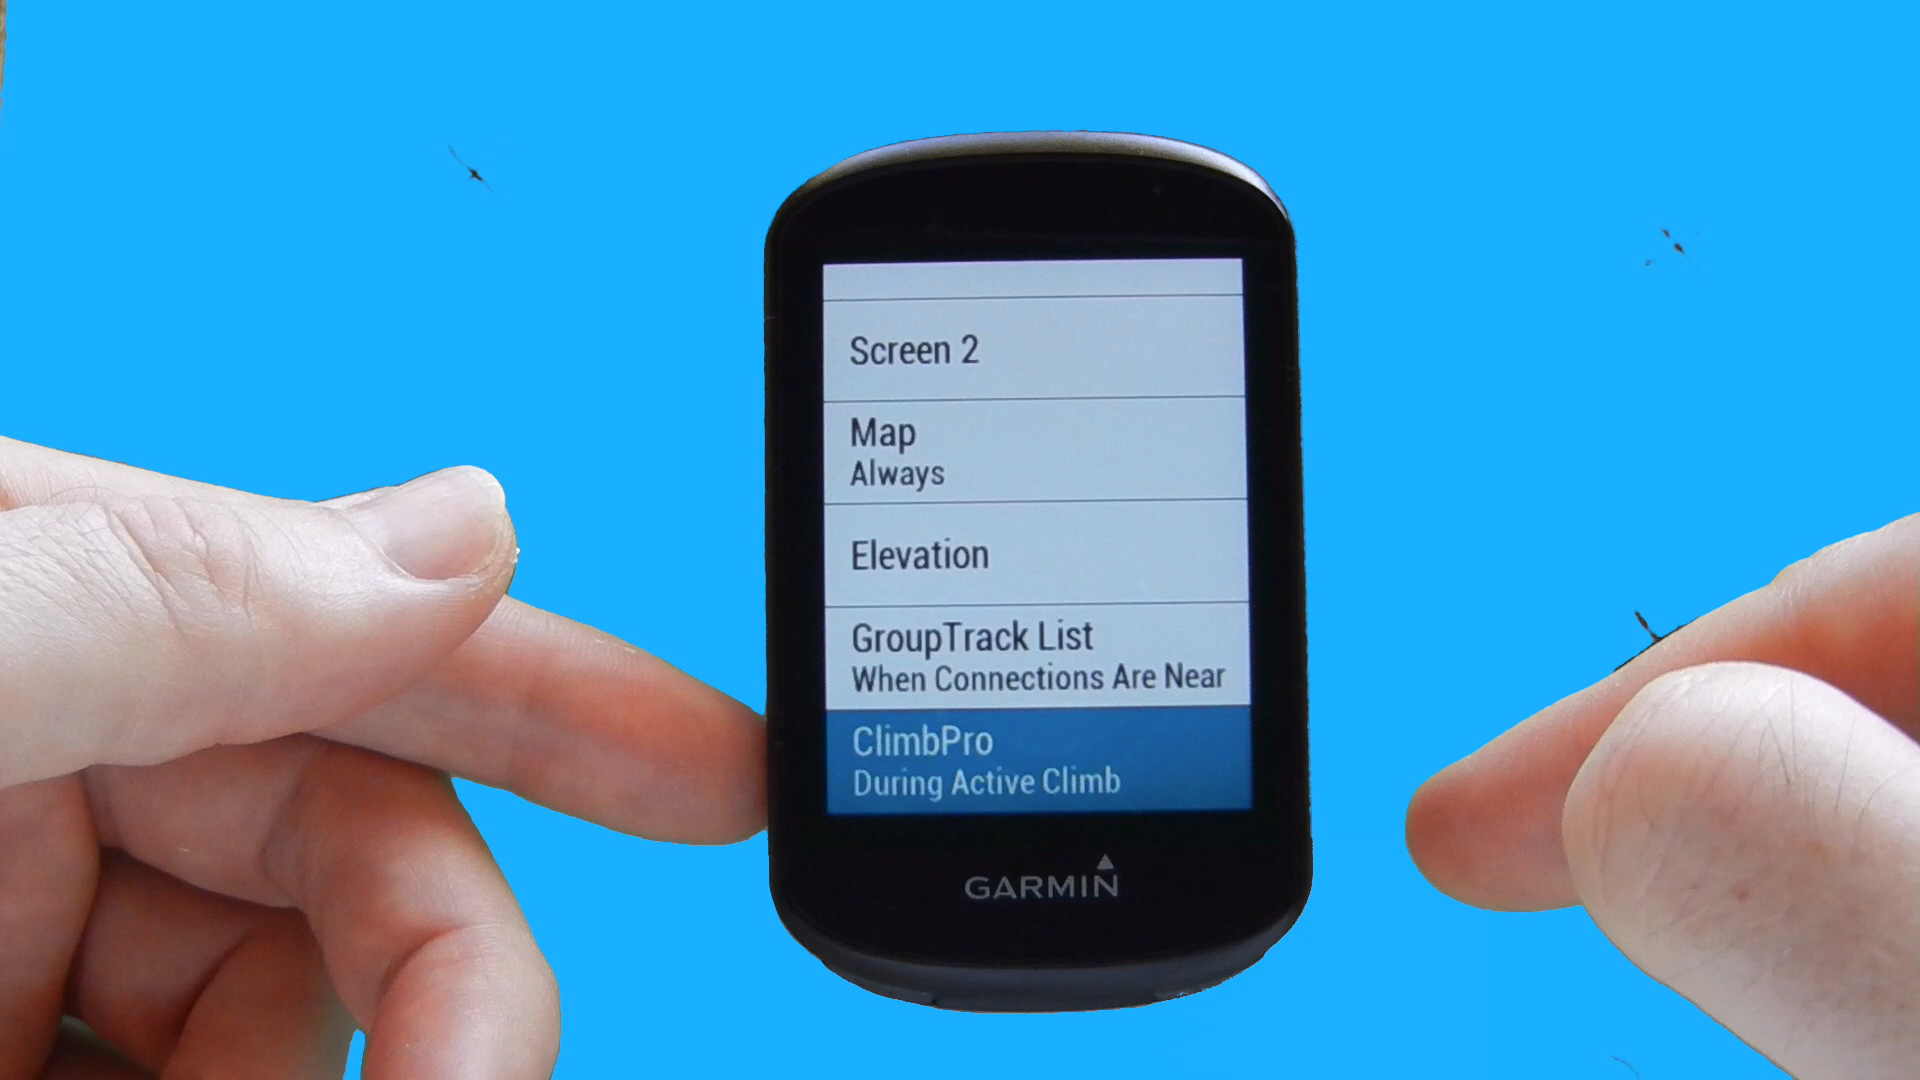 Screen 2
Map
Always
Elevation
GroupTrack List
When Connections Are Near
ClimbPro
During Active Climb
GARMIN